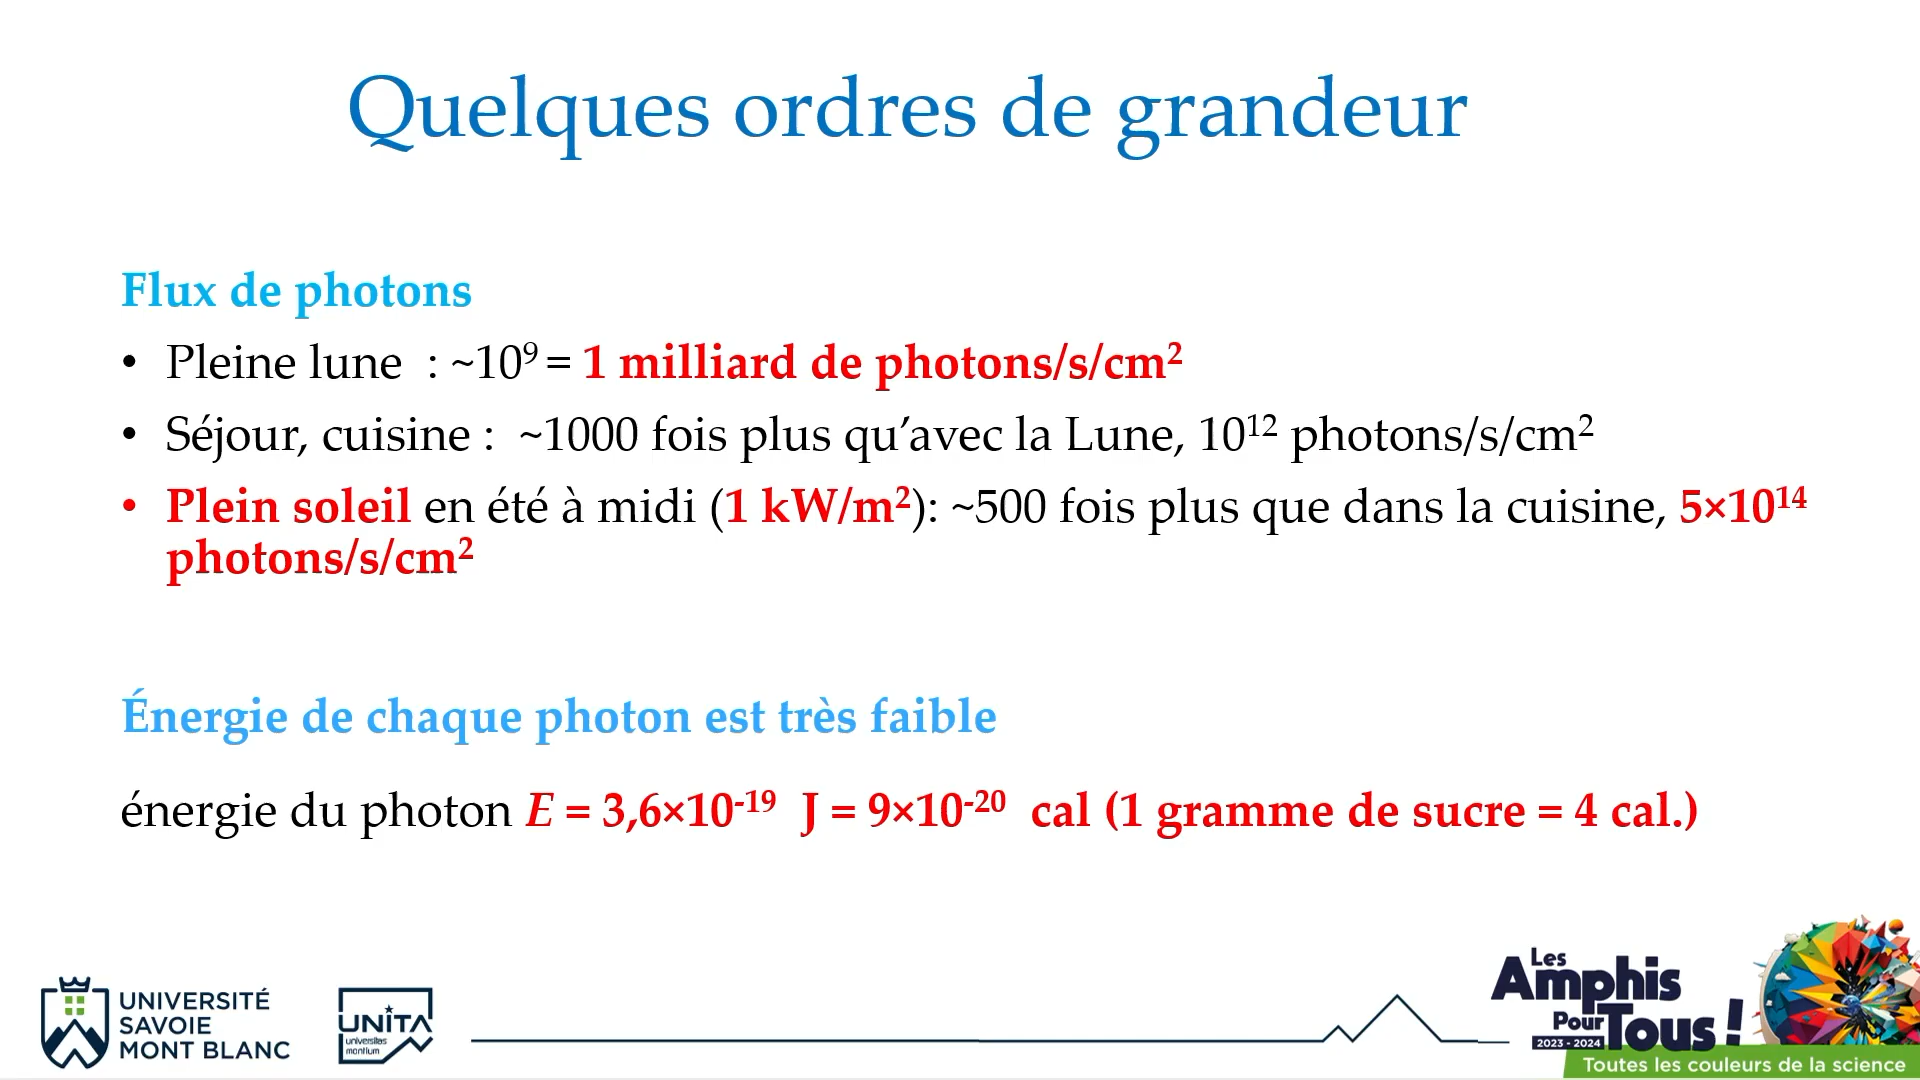 Quelques ordres de grandeur
Flux de photons
• Pleine lune : ~10⁹ = 1 milliard de photons/s/cm²
• Séjour, cuisine : ~1000 fois plus qu’avec la Lune, 10¹² photons/s/cm²
• Plein soleil en été à midi (1 kW/m²): ~500 fois plus que dans la cuisine, 5×10¹⁴
photons/s/cm²
Énergie de chaque photon est très faible
énergie du photon E = 3,6×10⁻¹⁹ J = 9×10⁻²⁰ cal (1 gramme de sucre = 4 cal.)
UNIVERSITÉ
SAVOIE
MONT BLANC
UNITA
universitas
montium
Les
Amphis
Pour Tous !
2023 - 2024
Toutes les couleurs de la science